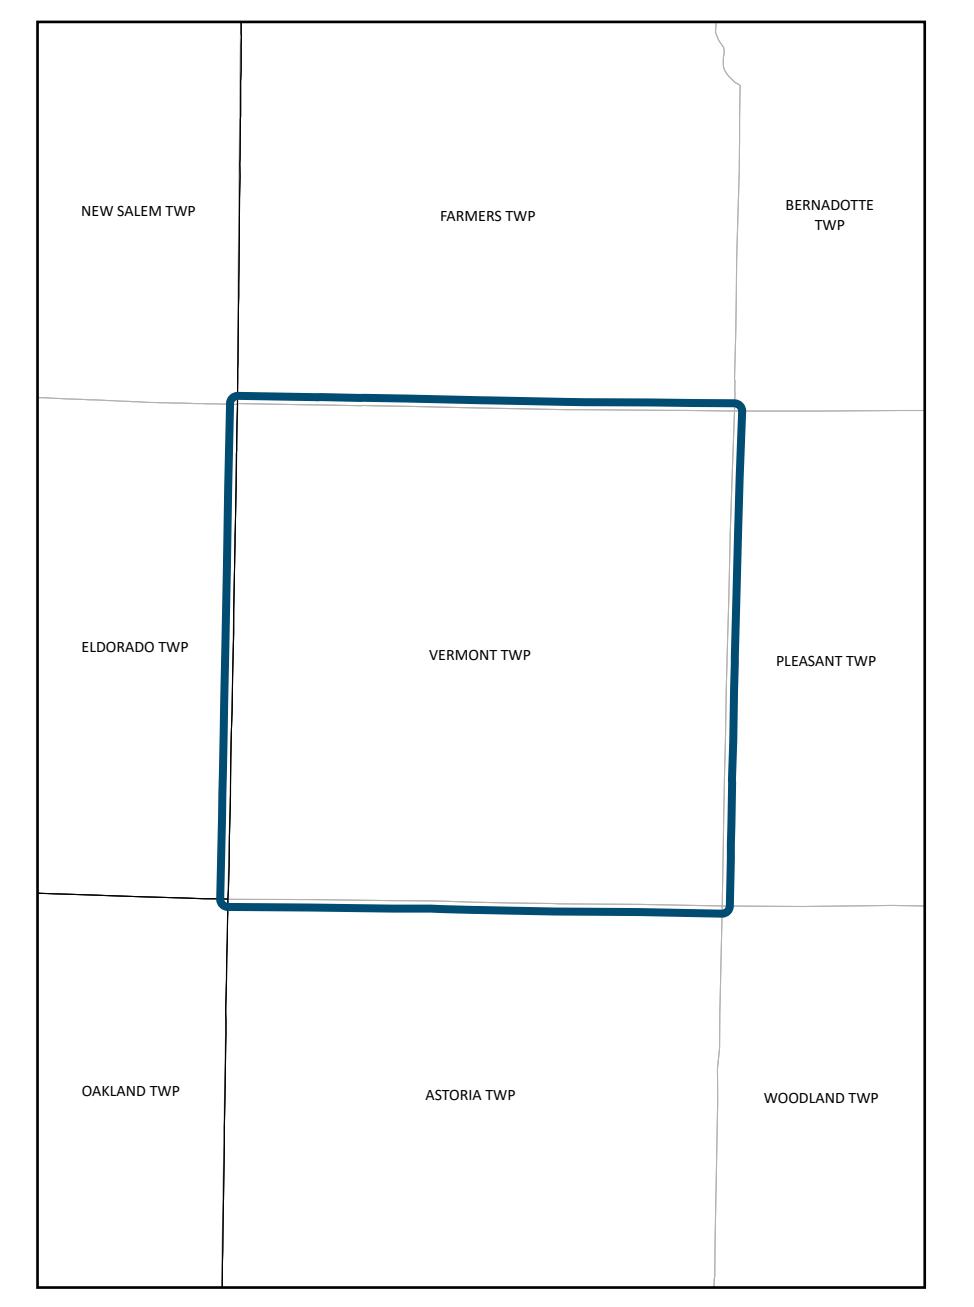 NEW SALEM TWP
FARMERS TWP
BERNADOTTE
TWP
ELDORADO TWP
VERMONT TWP
PLEASANT TWP
OAKLAND TWP
ASTORIA TWP
WOODLAND TWP